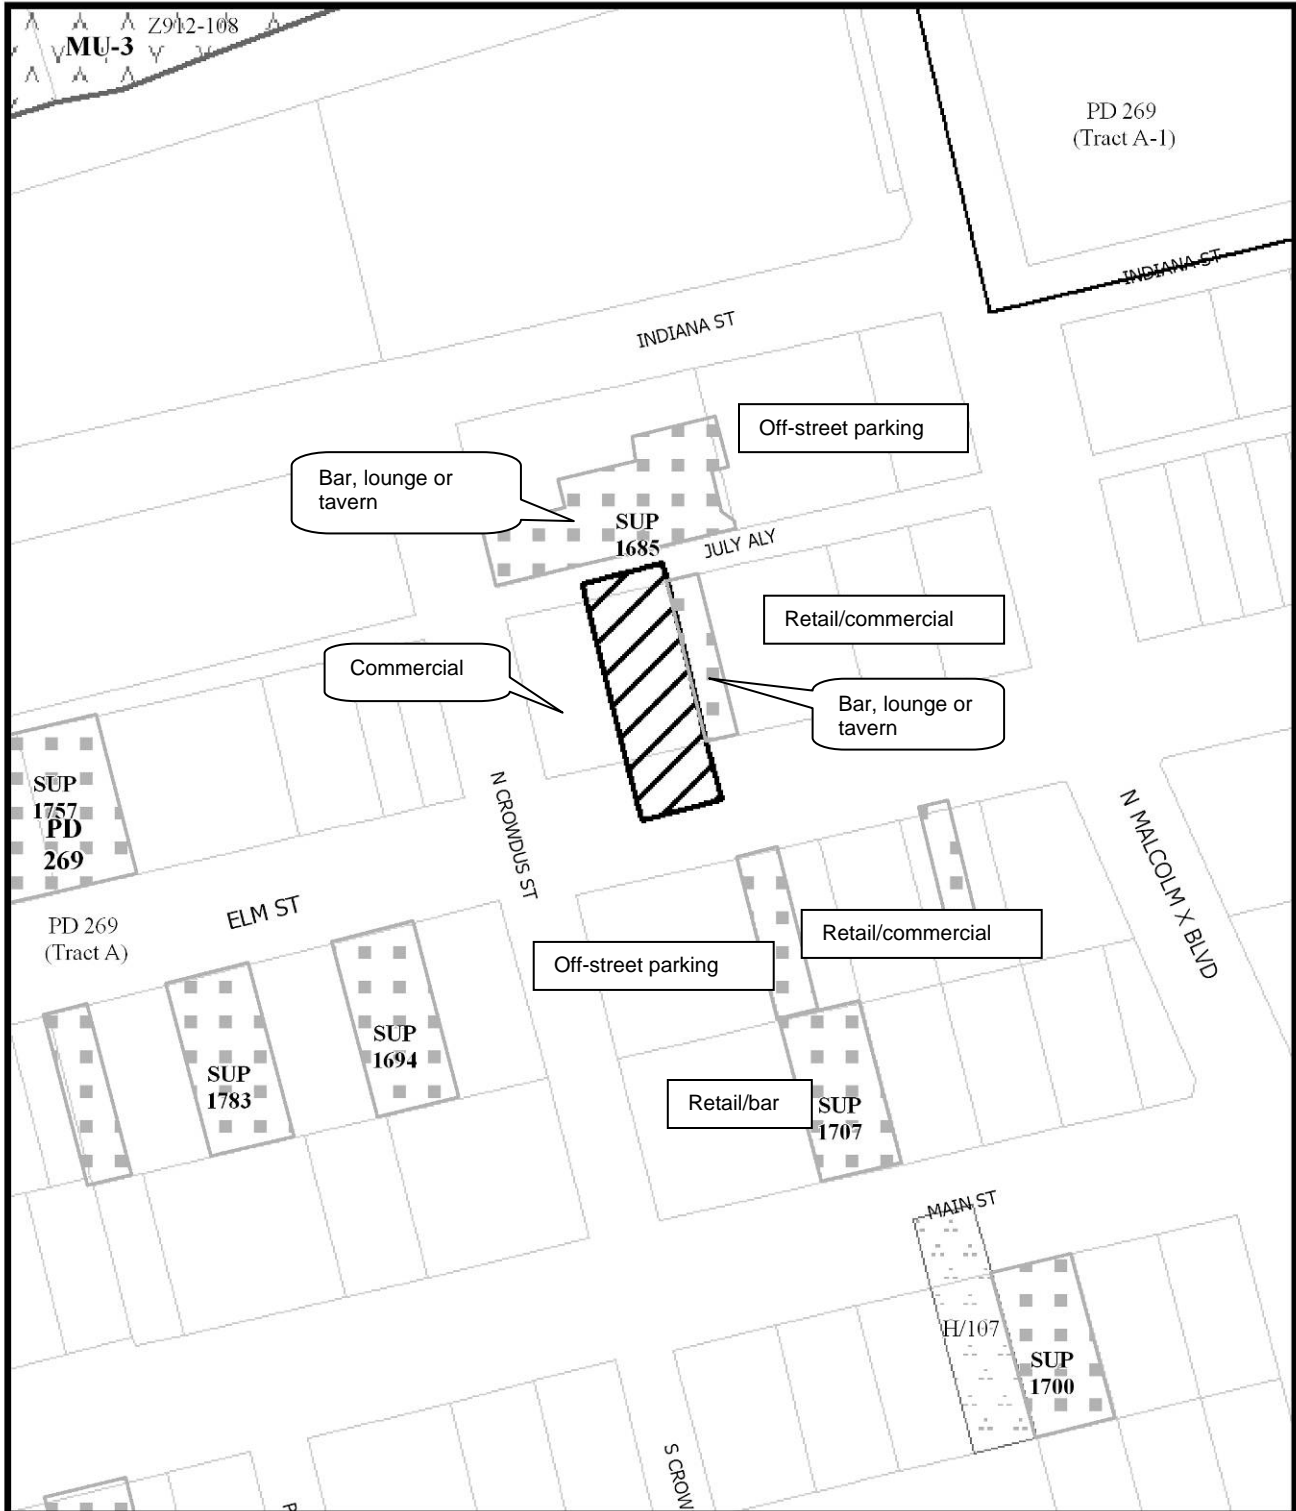 Z912-108
MU-3
PD 269
(Tract A-1)
INDIANA ST
INDIANA ST
Off-street parking
Bar, lounge or
tavern
SUP
1685
JULY ALY
Retail/commercial
Commercial
Bar, lounge or
tavern
SUP
1757
PD
269
N CROWDUS ST
N MALCOLM X BLVD
ELM ST
PD 269
(Tract A)
Retail/commercial
Off-street parking
SUP
1694
SUP
1783
Retail/bar
SUP
1707
MAIN ST
H/107
SUP
1700
S CROW